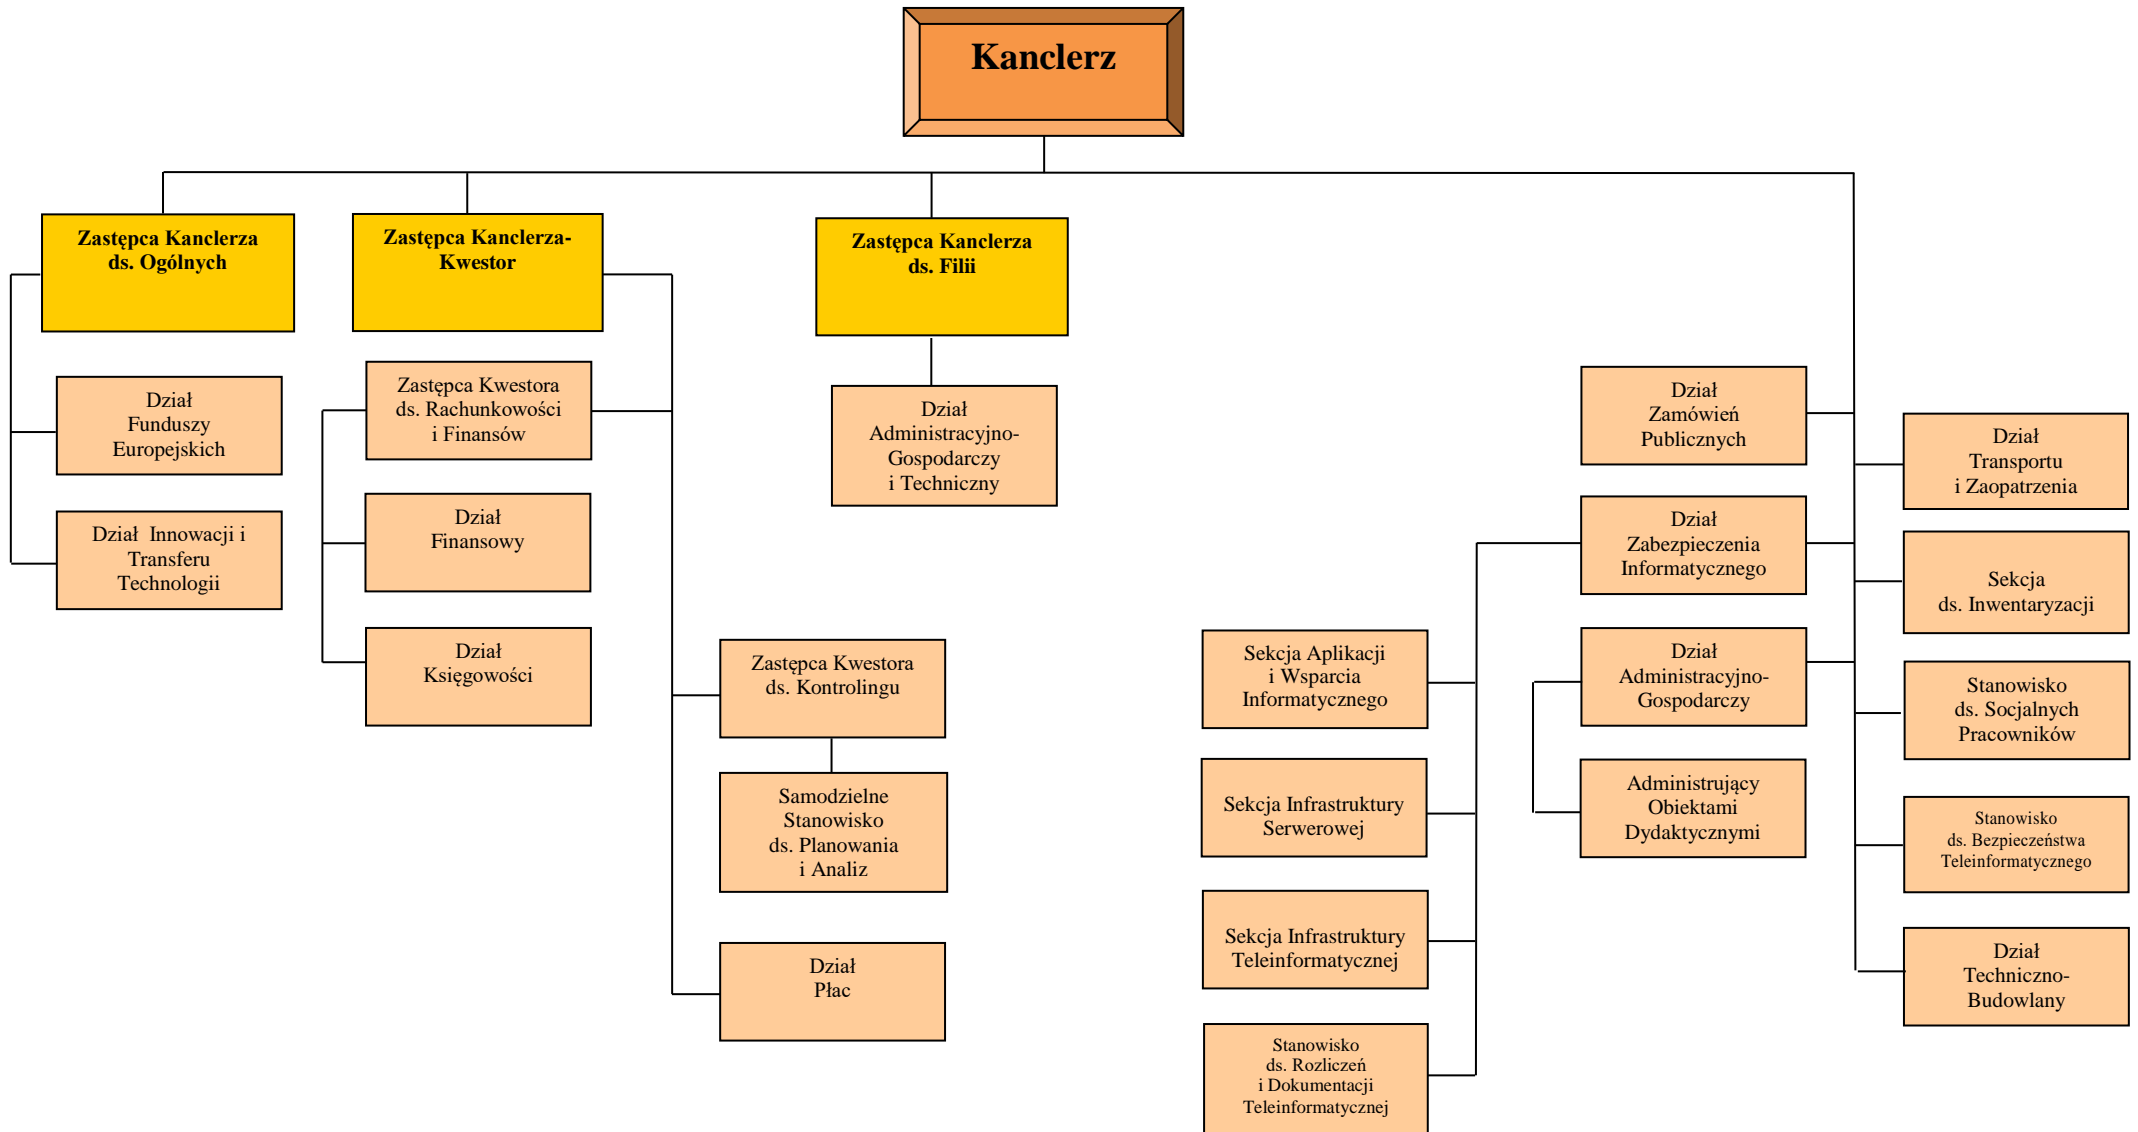 Kanclerz
Zastępca Kanclerza
ds. Ogólnych
Zastępca Kanclerza-
Kwestor
Zastępca Kanclerza
ds. Filii
Dział
Funduszy
Europejskich
Dział  Innowacji i
Transferu
Technologii
Zastępca Kwestora
ds. Rachunkowości
i Finansów
Dział
Finansowy
Dział
Księgowości
Zastępca Kwestora
ds. Kontrolingu
Samodzielne
Stanowisko
ds. Planowania
i Analiz
Dział
Płac
Dział
Administracyjno-
Gospodarczy
i Techniczny
Sekcja Aplikacji
i Wsparcia
Informatycznego
Sekcja Infrastruktury
Serwerowej
Sekcja Infrastruktury
Teleinformatycznej
Stanowisko
ds. Rozliczeń
i Dokumentacji
Teleinformatycznej
Dział
Zamówień
Publicznych
Dział
Zabezpieczenia
Informatycznego
Dział
Administracyjno-
Gospodarczy
Administrujący
Obiektami
Dydaktycznymi
Dział
Transportu
i Zaopatrzenia
Sekcja
ds. Inwentaryzacji
Stanowisko
ds. Socjalnych
Pracowników
Stanowisko
ds. Bezpieczeństwa
Teleinformatycznego
Dział
Techniczno-
Budowlany